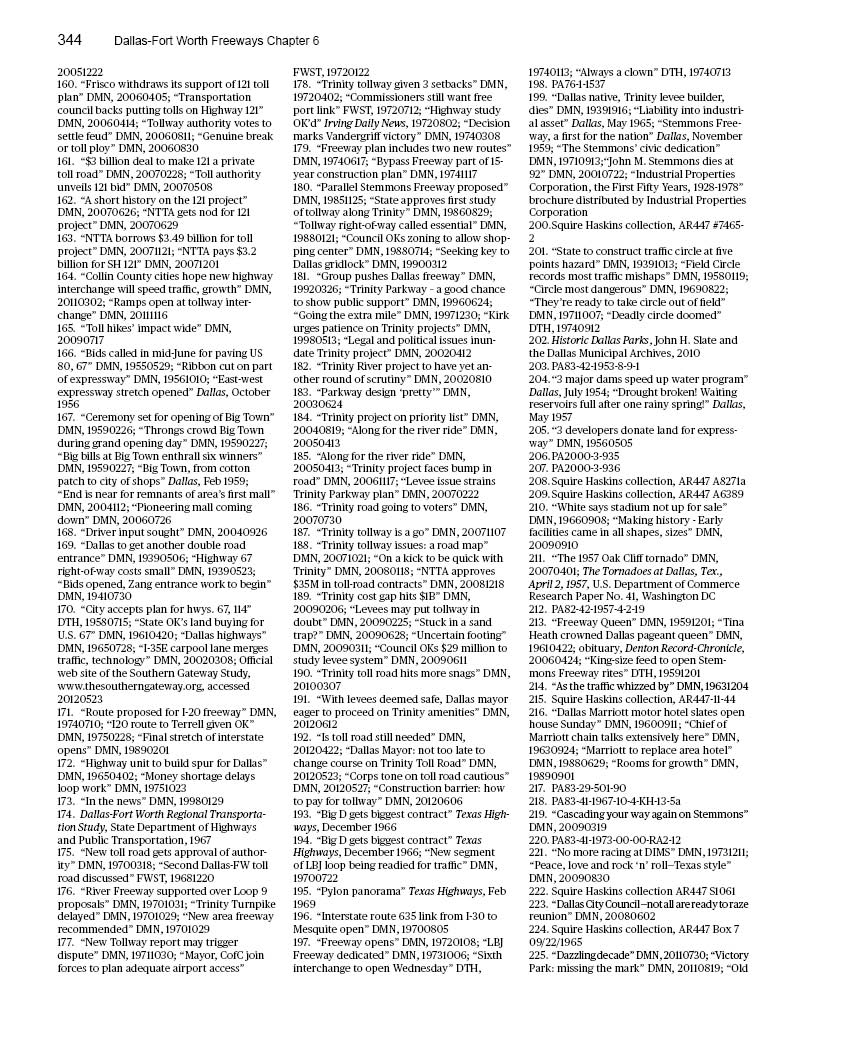 344 Dallas-Fort Worth Freeways Chapter 6
20051222
160. “Frisco withdraws its support of 121 toll
plan” DMN, 20060405; “Transportation
council backs putting tolls on Highway 121”
DMN, 20060414; “Tollway authority votes to
settle feud” DMN, 20060811; “Genuine break
or toll ploy” DMN, 20060830
161. “$3 billion deal to make 121 a private
toll road” DMN, 20070228; “Toll authority
unveils 121 bid” DMN, 20070508
162. “A short history on the 121 project”
DMN, 20070626; “NTTA gets nod for 121
project” DMN, 20070629
163. “NTTA borrows $3.49 billion for toll
project” DMN, 20071121; “NTTA pays $3.2
billion for SH 121” DMN, 20071201
164. “Collin County cities hope new highway
interchange will speed traffic, growth” DMN,
20110302; “Ramps open at tollway inter-
change” DMN, 20111116
165. “Toll hikes’ impact wide” DMN,
20090717
166. “Bids called in mid-June for paving US
80, 67” DMN, 19550529; “Ribbon cut on part
of expressway” DMN, 19561010; “East-west
expressway stretch opened” Dallas, October
1956
167. “Ceremony set for opening of Big Town”
DMN, 19590226; “Throngs crowd Big Town
during grand opening day” DMN, 19590227;
“Big bills at Big Town enthrall six winners”
DMN, 19590227; “Big Town, from cotton
patch to city of shops” Dallas, Feb 1959;
“End is near for remnants of area’s first mall”
DMN, 2004112; “Pioneering mall coming
down” DMN, 20060726
168. “Driver input sought” DMN, 20040926
169. “Dallas to get another double road
entrance” DMN, 19390506; “Highway 67
right-of-way costs small” DMN, 19390523;
“Bids opened, Zang entrance work to begin”
DMN, 19410730
170. “City accepts plan for hwys. 67, 114”
DTH, 19580715; “State OK’s land buying for
U.S. 67” DMN, 19610420; “Dallas highways”
DMN, 19650728; “I-35E carpool lane merges
traffic, technology” DMN, 20020308; Official
web site of the Southern Gateway Study,
www.thesoutherngateway.org, accessed
20120523
171. “Route proposed for I-20 freeway” DMN,
19740710; “I20 route to Terrell given OK”
DMN, 19750228; “Final stretch of interstate
opens” DMN, 19890201
172. “Highway unit to build spur for Dallas”
DMN, 19650402; “Money shortage delays
loop work” DMN, 19751023
173. “In the news” DMN, 19980129
174. Dallas-Fort Worth Regional Transporta-
tion Study, State Department of Highways
and Public Transportation, 1967
175. “New toll road gets approval of author-
ity” DMN, 19700318; “Second Dallas-FW toll
road discussed” FWST, 19681220
176. “River Freeway supported over Loop 9
proposals” DMN, 19701031; “Trinity Turnpike
delayed” DMN, 19701029; “New area freeway
recommended” DMN, 19701029
177. “New Tollway report may trigger
dispute” DMN, 19711030; “Mayor, CofC join
forces to plan adequate airport access”
FWST, 19720122
178. “Trinity tollway given 3 setbacks” DMN,
19720402; “Commissioners still want free
port link” FWST, 19720712; “Highway study
OK’d” Irving Daily News, 19720802; “Decision
marks Vandergriff victory” DMN, 19740308
179. “Freeway plan includes two new routes”
DMN, 19740617; “Bypass Freeway part of 15-
year construction plan” DMN, 19741117
180. “Parallel Stemmons Freeway proposed”
DMN, 19851125; “State approves first study
of tollway along Trinity” DMN, 19860829;
“Tollway right-of-way called essential” DMN,
19880121; “Council OKs zoning to allow shop-
ping center” DMN, 19880714; “Seeking key to
Dallas gridlock” DMN, 19900312
181. “Group pushes Dallas freeway” DMN,
19920326; “Trinity Parkway – a good chance
to show public support” DMN, 19960624;
“Going the extra mile” DMN, 19971230; “Kirk
urges patience on Trinity projects” DMN,
19980513; “Legal and political issues inun-
date Trinity project” DMN, 20020412
182. “Trinity River project to have yet an-
other round of scrutiny” DMN, 20020810
183. “Parkway design ‘pretty’” DMN,
20030624
184. “Trinity project on priority list” DMN,
20040819; “Along for the river ride” DMN,
20050413
185. “Along for the river ride” DMN,
20050413; “Trinity project faces bump in
road” DMN, 20061117; “Levee issue strains
Trinity Parkway plan” DMN, 20070222
186. “Trinity road going to voters” DMN,
20070730
187. “Trinity tollway is a go” DMN, 20071107
188. “Trinity tollway issues: a road map”
DMN, 20071021; “On a kick to be quick with
Trinity” DMN, 20080118; “NTTA approves
$35M in toll-road contracts” DMN, 20081218
189. “Trinity cost gap hits $1B” DMN,
20090206; “Levees may put tollway in
doubt” DMN, 20090225; “Stuck in a sand
trap?” DMN, 20090628; “Uncertain footing”
DMN, 20090311; “Council OKs $29 million to
study levee system” DMN, 20090611
190. “Trinity toll road hits more snags” DMN,
20100307
191. “With levees deemed safe, Dallas mayor
eager to proceed on Trinity amenities” DMN,
20120612
192. “Is toll road still needed” DMN,
20120422; “Dallas Mayor: not too late to
change course on Trinity Toll Road” DMN,
20120523; “Corps tone on toll road cautious”
DMN, 20120527; “Construction barrier: how
to pay for tollway” DMN, 20120606
193. “Big D gets biggest contract” Texas High-
ways, December 1966
194. “Big D gets biggest contract” Texas
Highways, December 1966; “New segment
of LBJ loop being readied for traffic” DMN,
19700722
195. “Pylon panorama” Texas Highways, Feb
1969
196. “Interstate route 635 link from I-30 to
Mesquite open” DMN, 19700805
197. “Freeway opens” DMN, 19720108; “LBJ
Freeway dedicated” DMN, 19731006; “Sixth
interchange to open Wednesday” DTH,
19740113; “Always a clown” DTH, 19740713
198. PA76-1-1537
199. “Dallas native, Trinity levee builder,
dies” DMN, 19391916; “Liability into industri-
al asset” Dallas, May 1965; “Stemmons Free-
way, a first for the nation” Dallas, November
1959; “The Stemmons’ civic dedication”
DMN, 19710913;“John M. Stemmons dies at
92” DMN, 20010722; “Industrial Properties
Corporation, the First Fifty Years, 1928-1978”
brochure distributed by Industrial Properties
Corporation
200.Squire Haskins collection, AR447 #7465-
2
201. “State to construct traffic circle at five
points hazard” DMN, 19391013; “Field Circle
records most traffic mishaps” DMN, 19580119;
“Circle most dangerous” DMN, 19690822;
“They’re ready to take circle out of field”
DMN, 19711007; “Deadly circle doomed”
DTH, 19740912
202. Historic Dallas Parks, John H. Slate and
the Dallas Municipal Archives, 2010
203. PA83-42-1953-8-9-1
204.“3 major dams speed up water program”
Dallas, July 1954; “Drought broken! Waiting
reservoirs full after one rainy spring!” Dallas,
May 1957
205. “3 developers donate land for express-
way” DMN, 19560505
206.PA2000-3-935
207. PA2000-3-936
208.Squire Haskins collection, AR447 A8271a
209.Squire Haskins collection, AR447 A6389
210. “White says stadium not up for sale”
DMN, 19660908; “Making history - Early
facilities came in all shapes, sizes” DMN,
20090910
211. “The 1957 Oak Cliff tornado” DMN,
20070401; The Tornadoes at Dallas, Tex.,
April 2, 1957, U.S. Department of Commerce
Research Paper No. 41, Washington DC
212. PA82-42-1957-4-2-19
213. “Freeway Queen” DMN, 19591201; “Tina
Heath crowned Dallas pageant queen” DMN,
19610422; obituary, Denton Record-Chronicle,
20060424; “King-size feed to open Stem-
mons Freeway rites” DTH, 19591201
214. “As the traffic whizzed by” DMN, 19631204
215. Squire Haskins collection, AR447-11-44
216. “Dallas Marriott motor hotel slates open
house Sunday” DMN, 19600911; “Chief of
Marriott chain talks extensively here” DMN,
19630924; “Marriott to replace area hotel”
DMN, 19880629; “Rooms for growth” DMN,
19890901
217. PA83-29-501-90
218. PA83-41-1967-10-4-KH-13-5a
219. “Cascading your way again on Stemmons”
DMN, 20090319
220.PA83-41-1973-00-00-RA2-12
221. “No more racing at DIMS” DMN, 19731211;
“Peace, love and rock ‘n’ roll—Texas style”
DMN, 20090830
222. Squire Haskins collection AR447 S1061
223. “Dallas City Council—not all are ready to raze
reunion” DMN, 20080602
224. Squire Haskins collection, AR447 Box 7
09/22/1965
225. “Dazzling decade” DMN, 20110730; “Victory
Park: missing the mark” DMN, 20110819; “Old